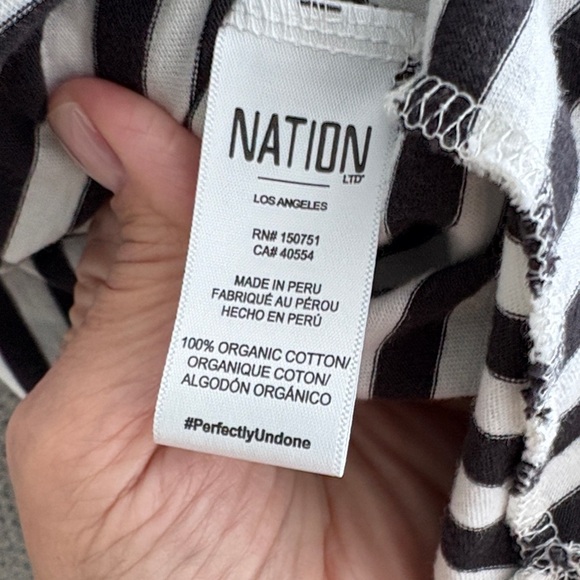 NATION
LTD
LOS ANGELES
RN# 150751
CA# 40554
MADE IN PERU
FABRIQUÉ AU PÉROU
HECHO EN PERÚ
100% ORGANIC COTTON/
ORGANIQUE COTON/
ALGODÓN ORGÁNICO
#PerfectlyUndone